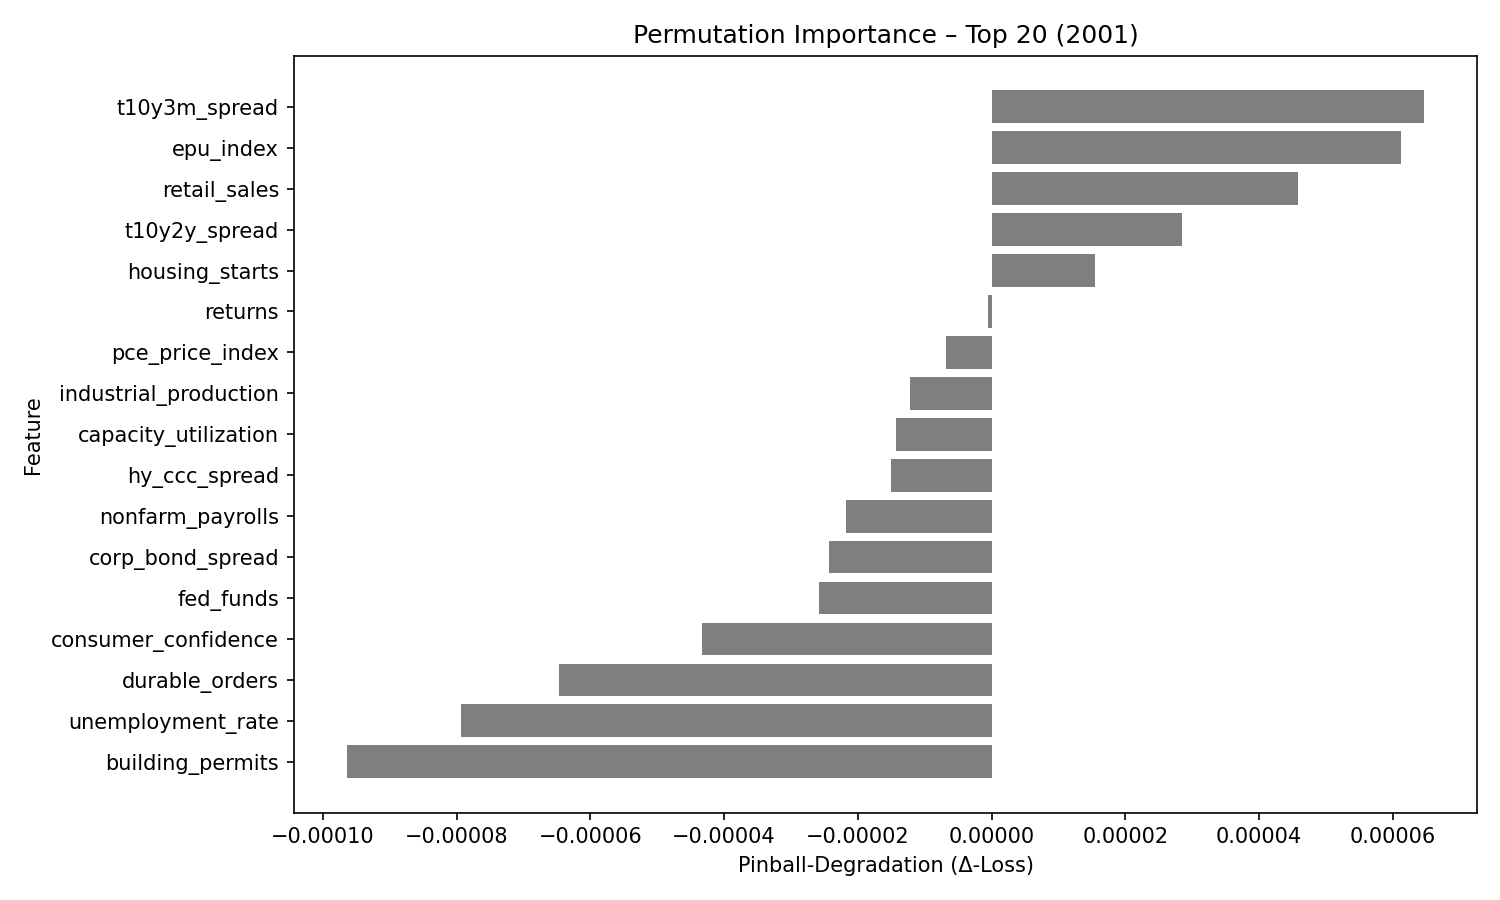 Permutation Importance – Top 20 (2001)
t10y3m_spread
epu_index
retail_sales
t10y2y_spread
housing_starts
returns
pce_price_index
industrial_production
capacity_utilization
hy_ccc_spread
nonfarm_payrolls
corp_bond_spread
fed_funds
consumer_confidence
durable_orders
unemployment_rate
building_permits
Feature
−0.00010 −0.00008 −0.00006 −0.00004 −0.00002 0.00000 0.00002 0.00004 0.00006
Pinball-Degradation (Δ-Loss)